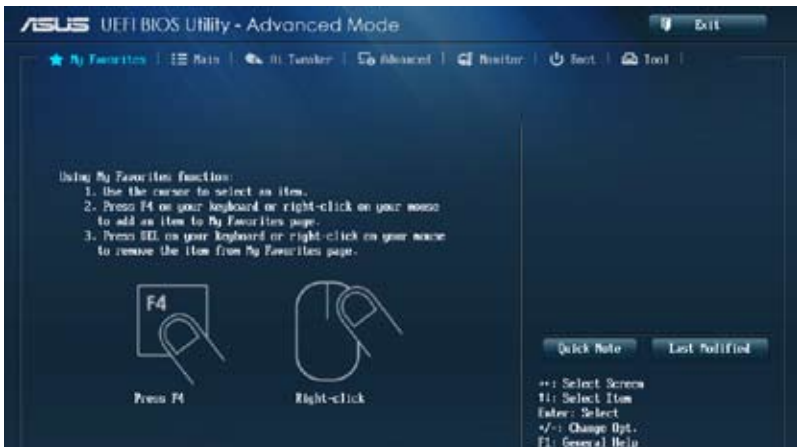 ASUS UEFI BIOS Utility - Advanced Mode
Exit
My Favorites | Main | Ai Tweaker | Advanced | Monitor | Boot | Tool
Using My Favorites function:
1. Use the cursor to select an item.
2. Press F4 on your keyboard or right-click on your mouse
to add an item to My Favorites page.
3. Press DEL on your keyboard or right-click on your mouse
to remove the item from My Favorites page.
F4
Press F4
Right-click
Quick Note
Last Modified
→←: Select Screen
↑↓: Select Item
Enter: Select
+/-: Change Opt.
F1: General Help